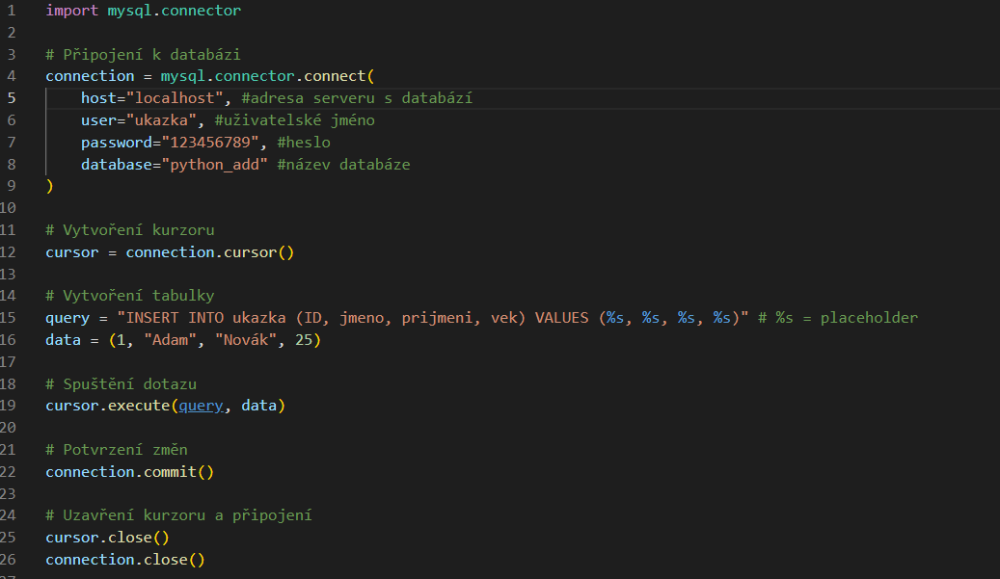 1 import mysql.connector
2
3 # Připojení k databázi
4 connection = mysql.connector.connect(
5 host="localhost", #adresa serveru s databází
6 user="ukazka", #uživatelské jméno
7 password="123456789", #heslo
8 database="python_add" #název databáze
9 )
10
11 # Vytvoření kurzoru
12 cursor = connection.cursor()
13
14 # Vytvoření tabulky
15 query = "INSERT INTO ukazka (ID, jmeno, prijmeni, vek) VALUES (%s, %s, %s, %s)" # %s = placeholder
16 data = (1, "Adam", "Novák", 25)
17
18 # Spuštění dotazu
19 cursor.execute(query, data)
20
21 # Potvrzení změn
22 connection.commit()
23
24 # Uzavření kurzoru a připojení
25 cursor.close()
26 connection.close()